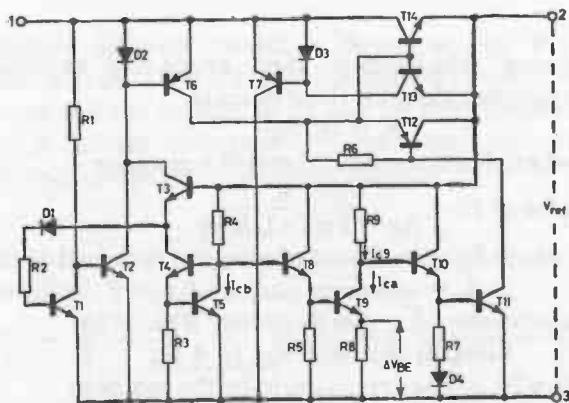 1
2
T14
D2
D3
T6
T7
T13
R1
T12
R6
T3
D1
R4
R9
Vref
R2
T2
T4
Icb
T8
Ic9
T10
Ica
T1
T5
T9
T11
R3
R5
R8
ΔVBE
R7
D4
3